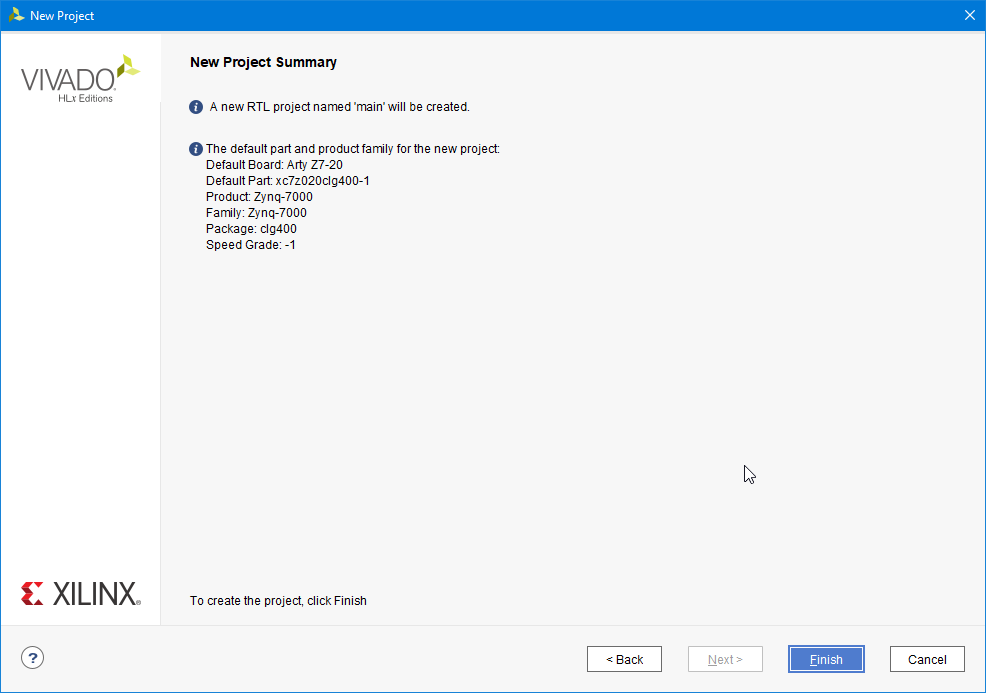 New Project
VIVADO
HLx Editions
New Project Summary
A new RTL project named 'main' will be created.
The default part and product family for the new project:
Default Board: Arty Z7-20
Default Part: xc7z020clg400-1
Product: Zynq-7000
Family: Zynq-7000
Package: clg400
Speed Grade: -1
XILINX
To create the project, click Finish
?
< Back
Next >
Finish
Cancel